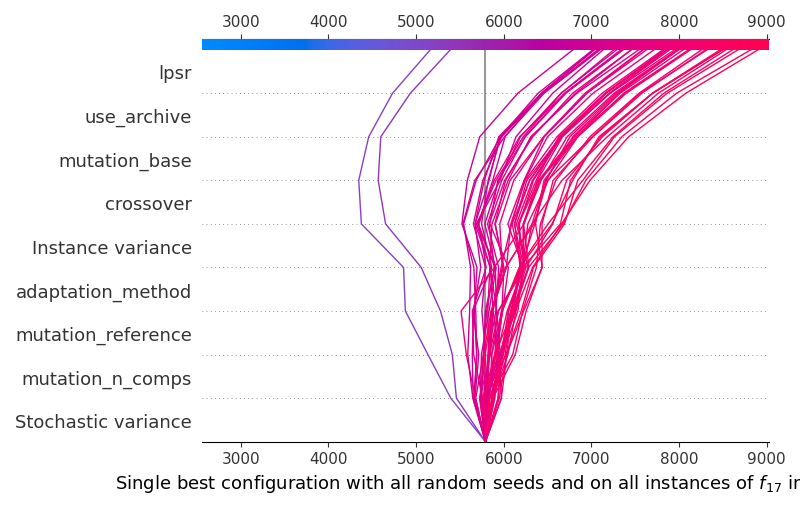 3000 4000 5000 6000 7000 8000 9000
lpsr
use_archive
mutation_base
crossover
Instance variance
adaptation_method
mutation_reference
mutation_n_comps
Stochastic variance
3000 4000 5000 6000 7000 8000 9000
Single best configuration with all random seeds and on all instances of f₁₇ in